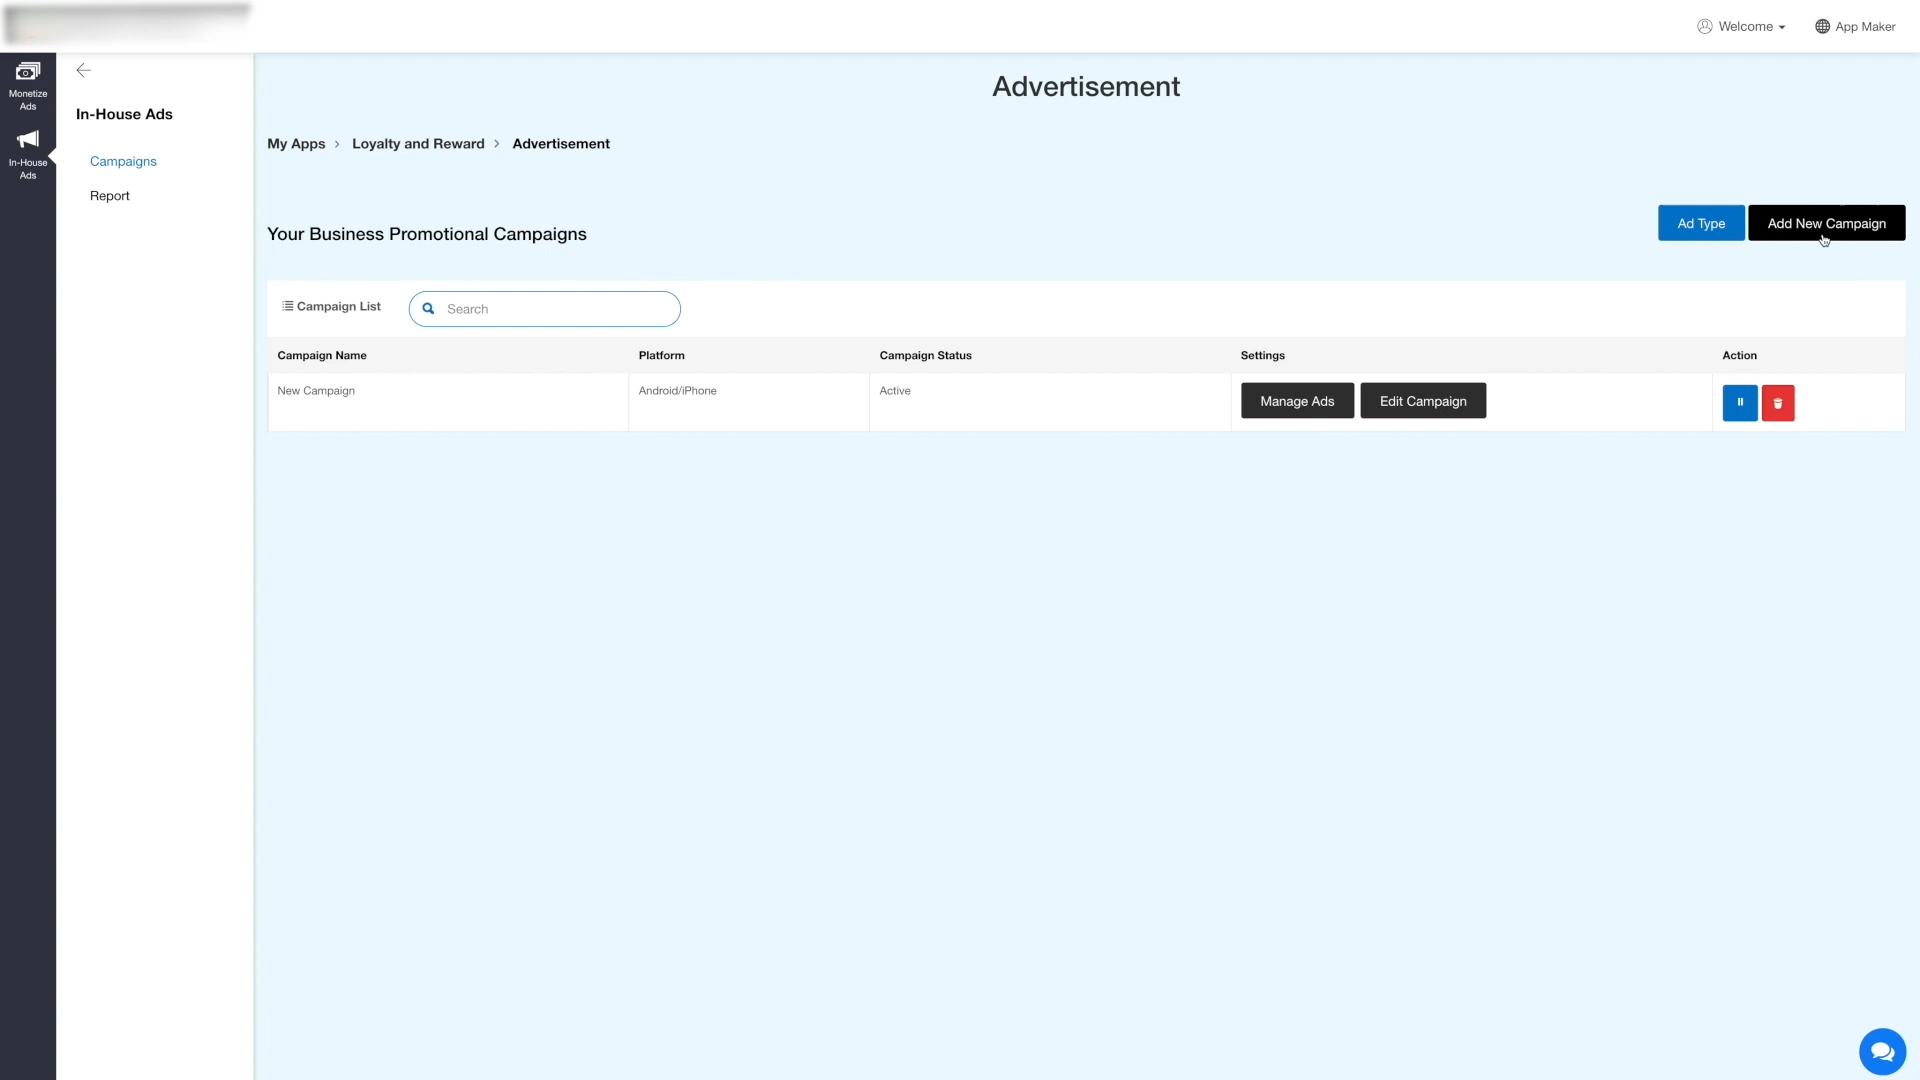 Welcome
App Maker
Monetize
Ads
In-House
Ads
In-House Ads
Campaigns
Report
Advertisement
My Apps > Loyalty and Reward > Advertisement
Your Business Promotional Campaigns
Ad Type
Add New Campaign
Campaign List
Search
Campaign Name Platform Campaign Status Settings Action
New Campaign Android/iPhone Active Manage Ads Edit Campaign